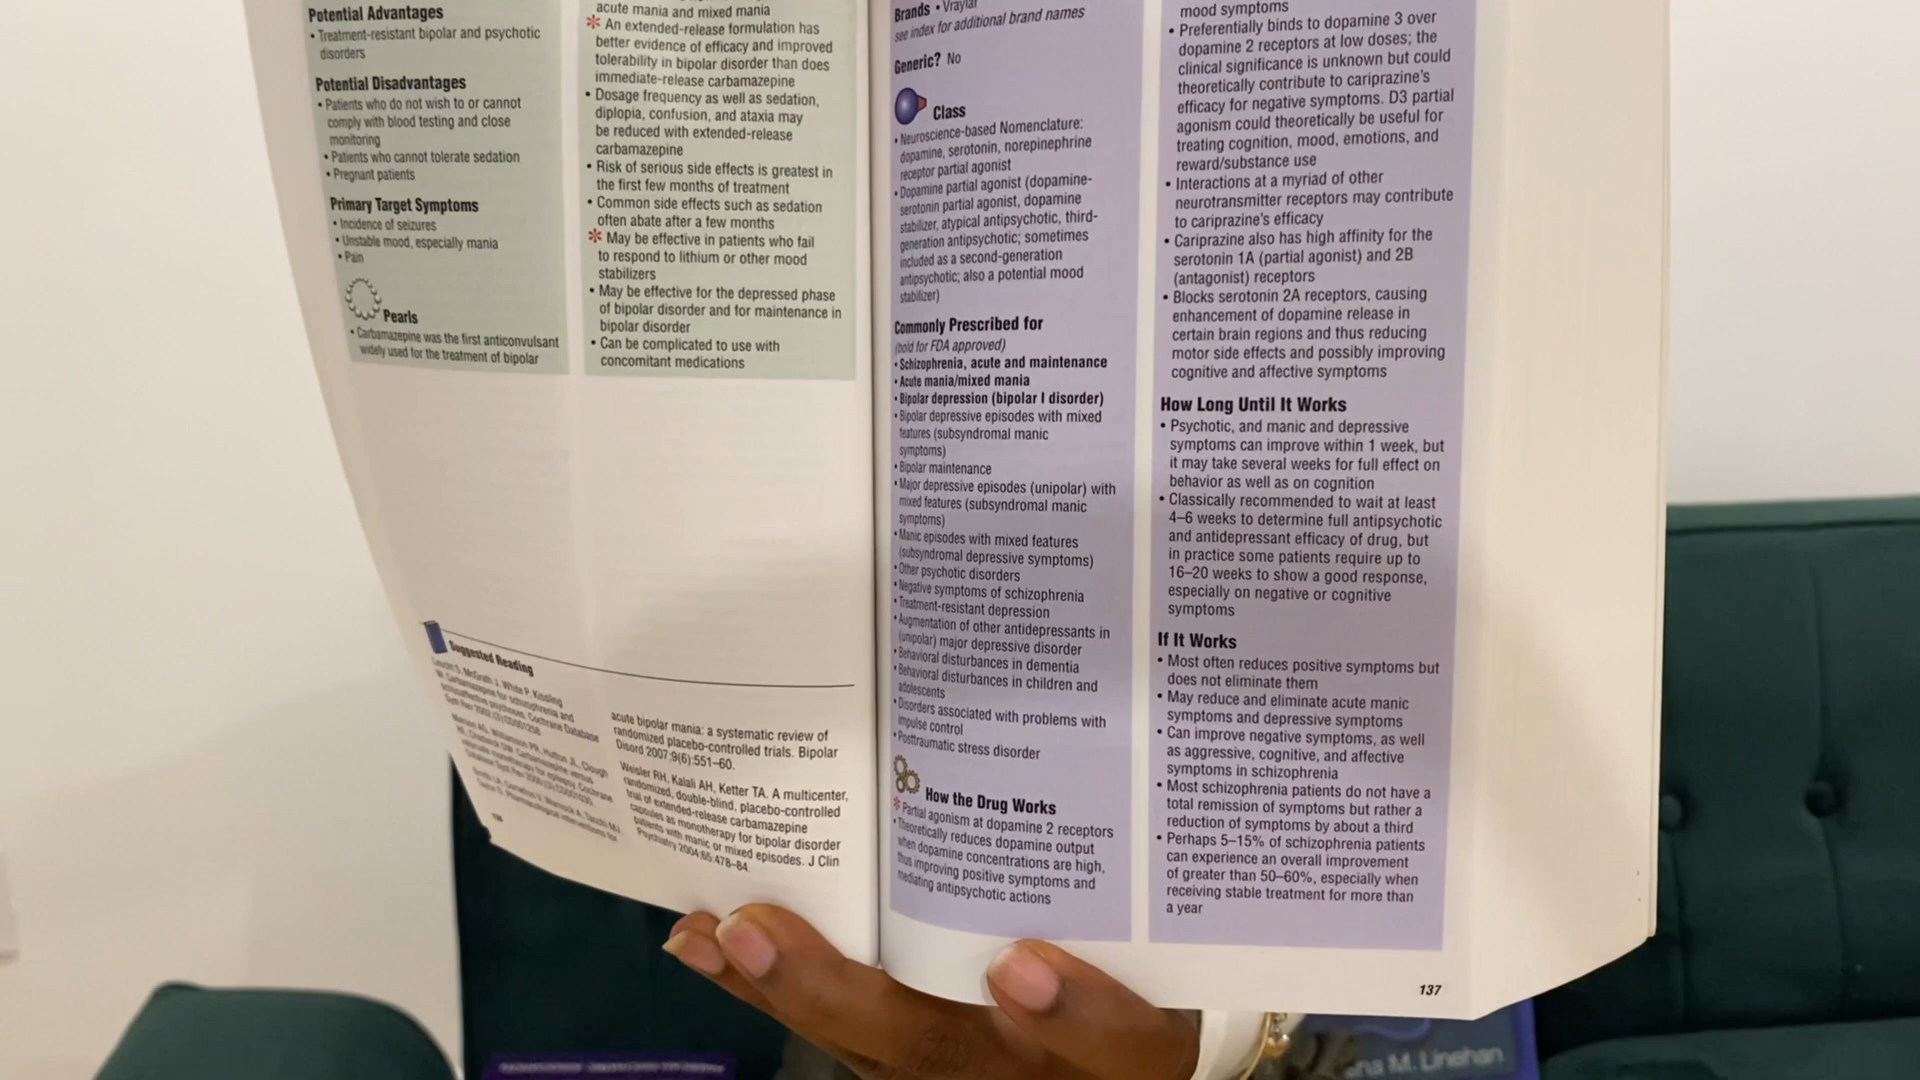 Potential Advantages
• Treatment-resistant bipolar and psychotic
disorders
Potential Disadvantages
• Patients who do not wish to or cannot
comply with blood testing and close
monitoring
• Patients who cannot tolerate sedation
• Pregnant patients
Primary Target Symptoms
• Incidence of seizures
• Unstable mood, especially mania
• Pain
Pearls
• Carbamazepine was the first anticonvulsant
widely used for the treatment of bipolar
acute mania and mixed mania
* An extended-release formulation has
better evidence of efficacy and improved
tolerability in bipolar disorder than does
immediate-release carbamazepine
• Dosage frequency as well as sedation,
diplopia, confusion, and ataxia may
be reduced with extended-release
carbamazepine
• Risk of serious side effects is greatest in
the first few months of treatment
• Common side effects such as sedation
often abate after a few months
* May be effective in patients who fail
to respond to lithium or other mood
stabilizers
• May be effective for the depressed phase
of bipolar disorder and for maintenance in
bipolar disorder
• Can be complicated to use with
concomitant medications
Suggested Reading
acute bipolar mania: a systematic review of
randomized placebo-controlled trials. Bipolar
Disord 2007;9(6):551–60.
Weisler RH, Kalali AH, Ketter TA. A multicenter,
randomized, double-blind, placebo-controlled
trial of extended-release carbamazepine
capsules as monotherapy for bipolar disorder
patients with manic or mixed episodes. J Clin
Psychiatry 2004;65:478–84.
Brands • Vraylar
see index for additional brand names
Generic? No
Class
• Neuroscience-based Nomenclature:
dopamine, serotonin, norepinephrine
receptor partial agonist
• Dopamine partial agonist (dopamine-
serotonin partial agonist, dopamine
stabilizer, atypical antipsychotic, third-
generation antipsychotic; sometimes
included as a second-generation
antipsychotic; also a potential mood
stabilizer)
Commonly Prescribed for
(bold for FDA approved)
• Schizophrenia, acute and maintenance
• Acute mania/mixed mania
• Bipolar depression (bipolar I disorder)
• Bipolar depressive episodes with mixed
features (subsyndromal manic
symptoms)
• Bipolar maintenance
• Major depressive episodes (unipolar) with
mixed features (subsyndromal manic
symptoms)
• Manic episodes with mixed features
(subsyndromal depressive symptoms)
• Other psychotic disorders
• Negative symptoms of schizophrenia
• Treatment-resistant depression
• Augmentation of other antidepressants in
(unipolar) major depressive disorder
• Behavioral disturbances in dementia
• Behavioral disturbances in children and
adolescents
• Disorders associated with problems with
impulse control
• Posttraumatic stress disorder
How the Drug Works
* Partial agonism at dopamine 2 receptors
• Theoretically reduces dopamine output
when dopamine concentrations are high,
thus improving positive symptoms and
mediating antipsychotic actions
mood symptoms
• Preferentially binds to dopamine 3 over
dopamine 2 receptors at low doses; the
clinical significance is unknown but could
theoretically contribute to cariprazine's
efficacy for negative symptoms. D3 partial
agonism could theoretically be useful for
treating cognition, mood, emotions, and
reward/substance use
• Interactions at a myriad of other
neurotransmitter receptors may contribute
to cariprazine's efficacy
• Cariprazine also has high affinity for the
serotonin 1A (partial agonist) and 2B
(antagonist) receptors
• Blocks serotonin 2A receptors, causing
enhancement of dopamine release in
certain brain regions and thus reducing
motor side effects and possibly improving
cognitive and affective symptoms
How Long Until It Works
• Psychotic, and manic and depressive
symptoms can improve within 1 week, but
it may take several weeks for full effect on
behavior as well as on cognition
• Classically recommended to wait at least
4–6 weeks to determine full antipsychotic
and antidepressant efficacy of drug, but
in practice some patients require up to
16–20 weeks to show a good response,
especially on negative or cognitive
symptoms
If It Works
• Most often reduces positive symptoms but
does not eliminate them
• May reduce and eliminate acute manic
symptoms and depressive symptoms
• Can improve negative symptoms, as well
as aggressive, cognitive, and affective
symptoms in schizophrenia
• Most schizophrenia patients do not have a
total remission of symptoms but rather a
reduction of symptoms by about a third
• Perhaps 5–15% of schizophrenia patients
can experience an overall improvement
of greater than 50–60%, especially when
receiving stable treatment for more than
a year
137
M. Linehan